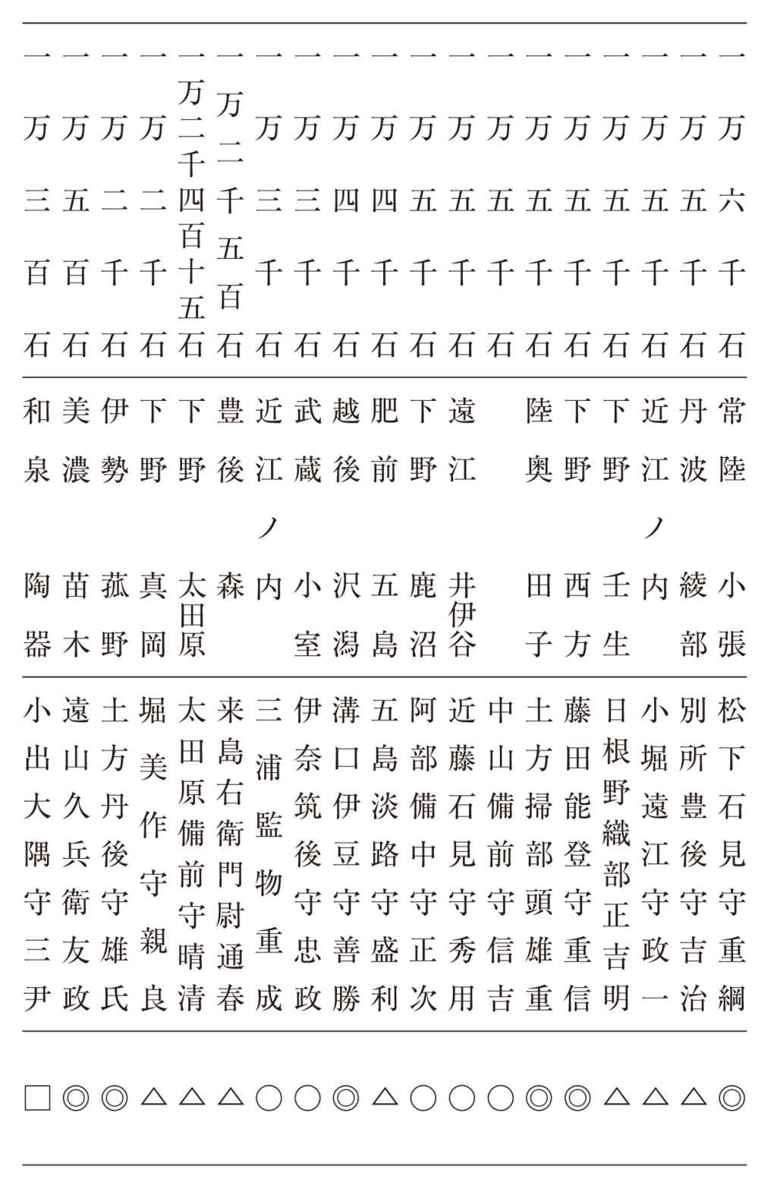 一万六千石 常陸 小張 松下石見守重綱 ◎
一万五千石 丹波 綾部 別所豊後守吉治 △
一万五千石 近江ノ内 小堀遠江守政一 △
一万五千石 下野 壬生 日根野織部正吉明 △
一万五千石 下野 西方 藤田能登守重信 ◎
一万五千石 陸奥 田子 土方掃部頭雄重 ◎
一万五千石 中山備前守信吉 ○
一万五千石 遠江 井伊谷 近藤石見守秀用 ○
一万五千石 下野 鹿沼 阿部備中守正次 ○
一万四千石 肥前 五島 五島淡路守盛利 △
一万四千石 越後 沢潟 溝口伊豆守善勝 ◎
一万三千石 武蔵 小室 伊奈筑後守忠政 ○
一万三千石 近江ノ内 三浦監物重成 ○
一万二千五百石 豊後 森 来島右衛門尉通春 △
一万二千四百十五石 下野 太田原 太田原備前守晴清 △
一万二千石 下野 真岡 堀美作守親良 △
一万二千石 伊勢 菰野 土方丹後守雄氏 ◎
一万五百石 美濃 苗木 遠山久兵衛友政 ◎
一万三百石 和泉 陶器 小出大隅守三尹 □